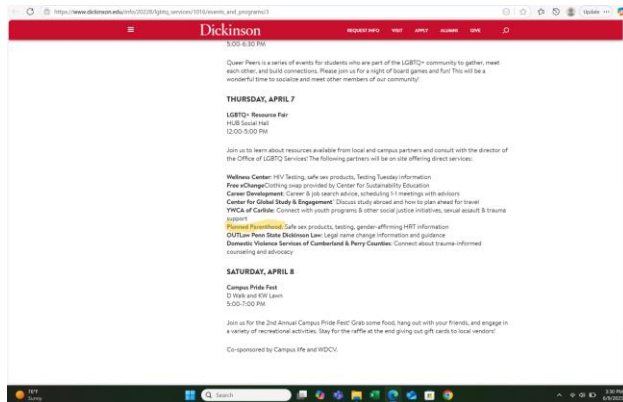 https://www.dickinson.edu/info/20226/lgbtq_services/1016/events_and_programs/3
Update
Dickinson
REQUEST INFO VISIT APPLY ALUMNI GIVE
5:00-6:30 PM
Queer Peers is a series of events for students who are part of the LGBTQ+ community to gather, meet
each other, and build connections. Please join us for a night of board games and fun! This will be a
wonderful time to socialize and meet other members of our community!
THURSDAY, APRIL 7
LGBTQ+ Resource Fair
HUB Social Hall
12:00-5:00 PM
Join us to learn about resources available from local and campus partners and consult with the director of
the Office of LGBTQ Services! The following partners will be on site offering direct services:
Wellness Center: HIV Testing, safe sex products, Testing Tuesday information
Free eChangeClothing swap provided by Center for Sustainability Education
Career Development: Career & job search advice, scheduling 1-1 meetings with advisors
Center for Global Study & Engagement: Discuss study abroad and how to plan ahead for travel
YWCA of Carlisle: Connect with youth programs & other social justice initiatives, sexual assault & trauma
support
Planned Parenthood: Safe sex products, testing, gender-affirming HRT information
OUTLaw Penn State Dickinson Law: Legal name change information and guidance
Domestic Violence Services of Cumberland & Perry Counties: Connect about trauma-informed
counseling and advocacy
SATURDAY, APRIL 8
Campus Pride Fest
D Walk and KW Lawn
5:00-7:00 PM
Join us for the 2nd Annual Campus Pride Fest! Grab some food, hang out with your friends, and engage in
a variety of recreational activities. Stay for the raffle at the end giving out gift cards to local vendors!
Co-sponsored by Campus life and WDCV.
Sunny
Search
3:30 PM